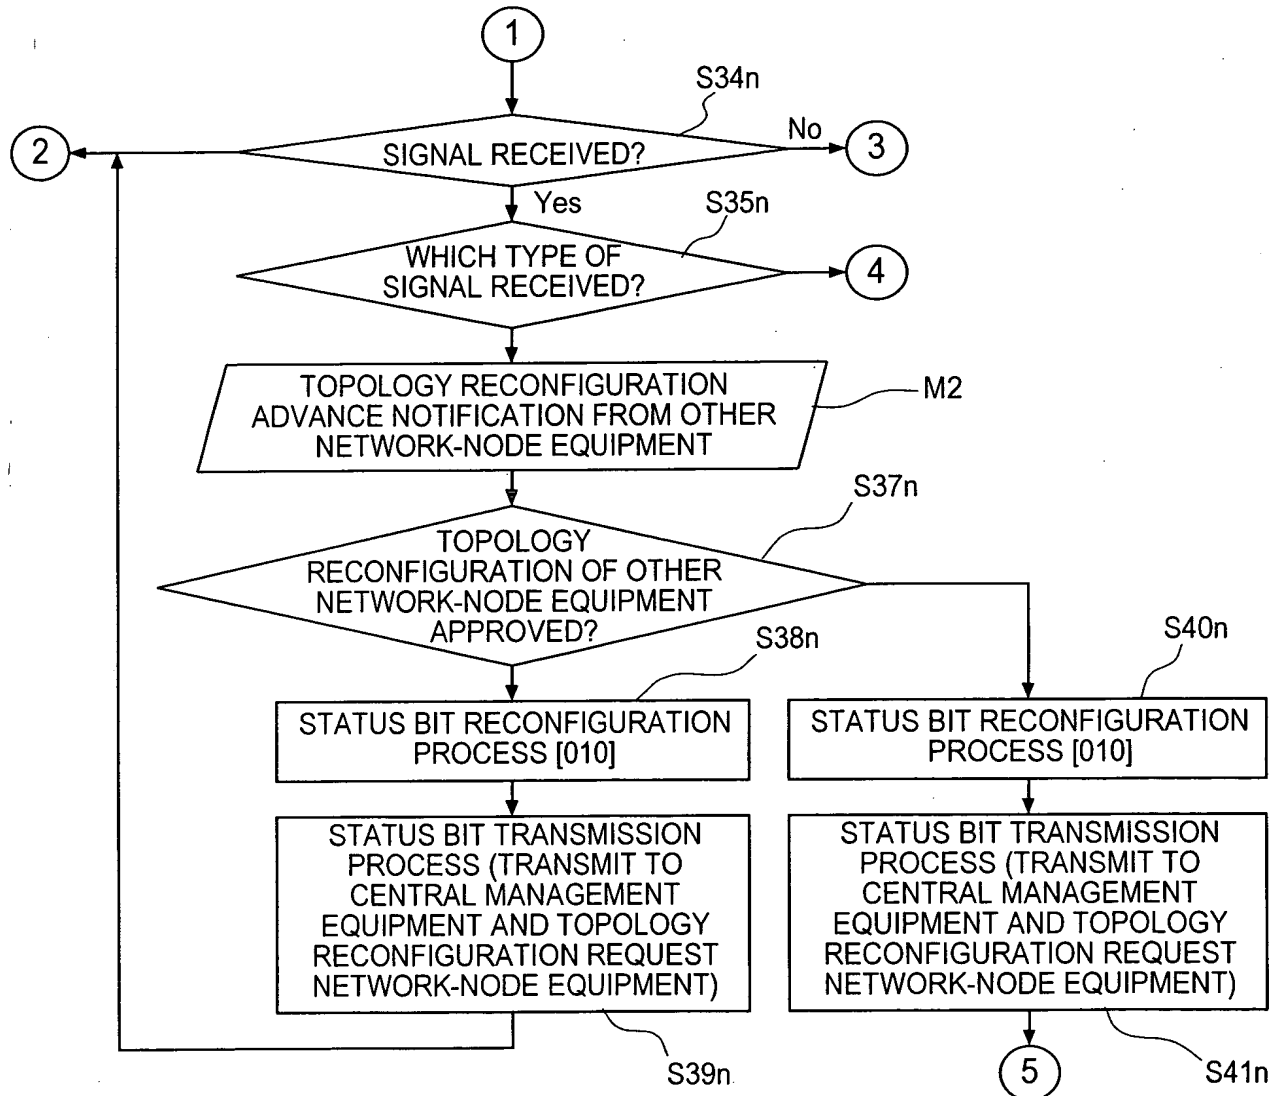 1
S34n
2
SIGNAL RECEIVED?
No
3
Yes
S35n
WHICH TYPE OF
SIGNAL RECEIVED?
4
TOPOLOGY RECONFIGURATION
ADVANCE NOTIFICATION FROM OTHER
NETWORK-NODE EQUIPMENT
M2
S37n
TOPOLOGY
RECONFIGURATION OF OTHER
NETWORK-NODE EQUIPMENT
APPROVED?
S38n
S40n
STATUS BIT RECONFIGURATION
PROCESS [010]
STATUS BIT RECONFIGURATION
PROCESS [010]
STATUS BIT TRANSMISSION
PROCESS (TRANSMIT TO
CENTRAL MANAGEMENT
EQUIPMENT AND TOPOLOGY
RECONFIGURATION REQUEST
NETWORK-NODE EQUIPMENT)
STATUS BIT TRANSMISSION
PROCESS (TRANSMIT TO
CENTRAL MANAGEMENT
EQUIPMENT AND TOPOLOGY
RECONFIGURATION REQUEST
NETWORK-NODE EQUIPMENT)
S39n
5
S41n